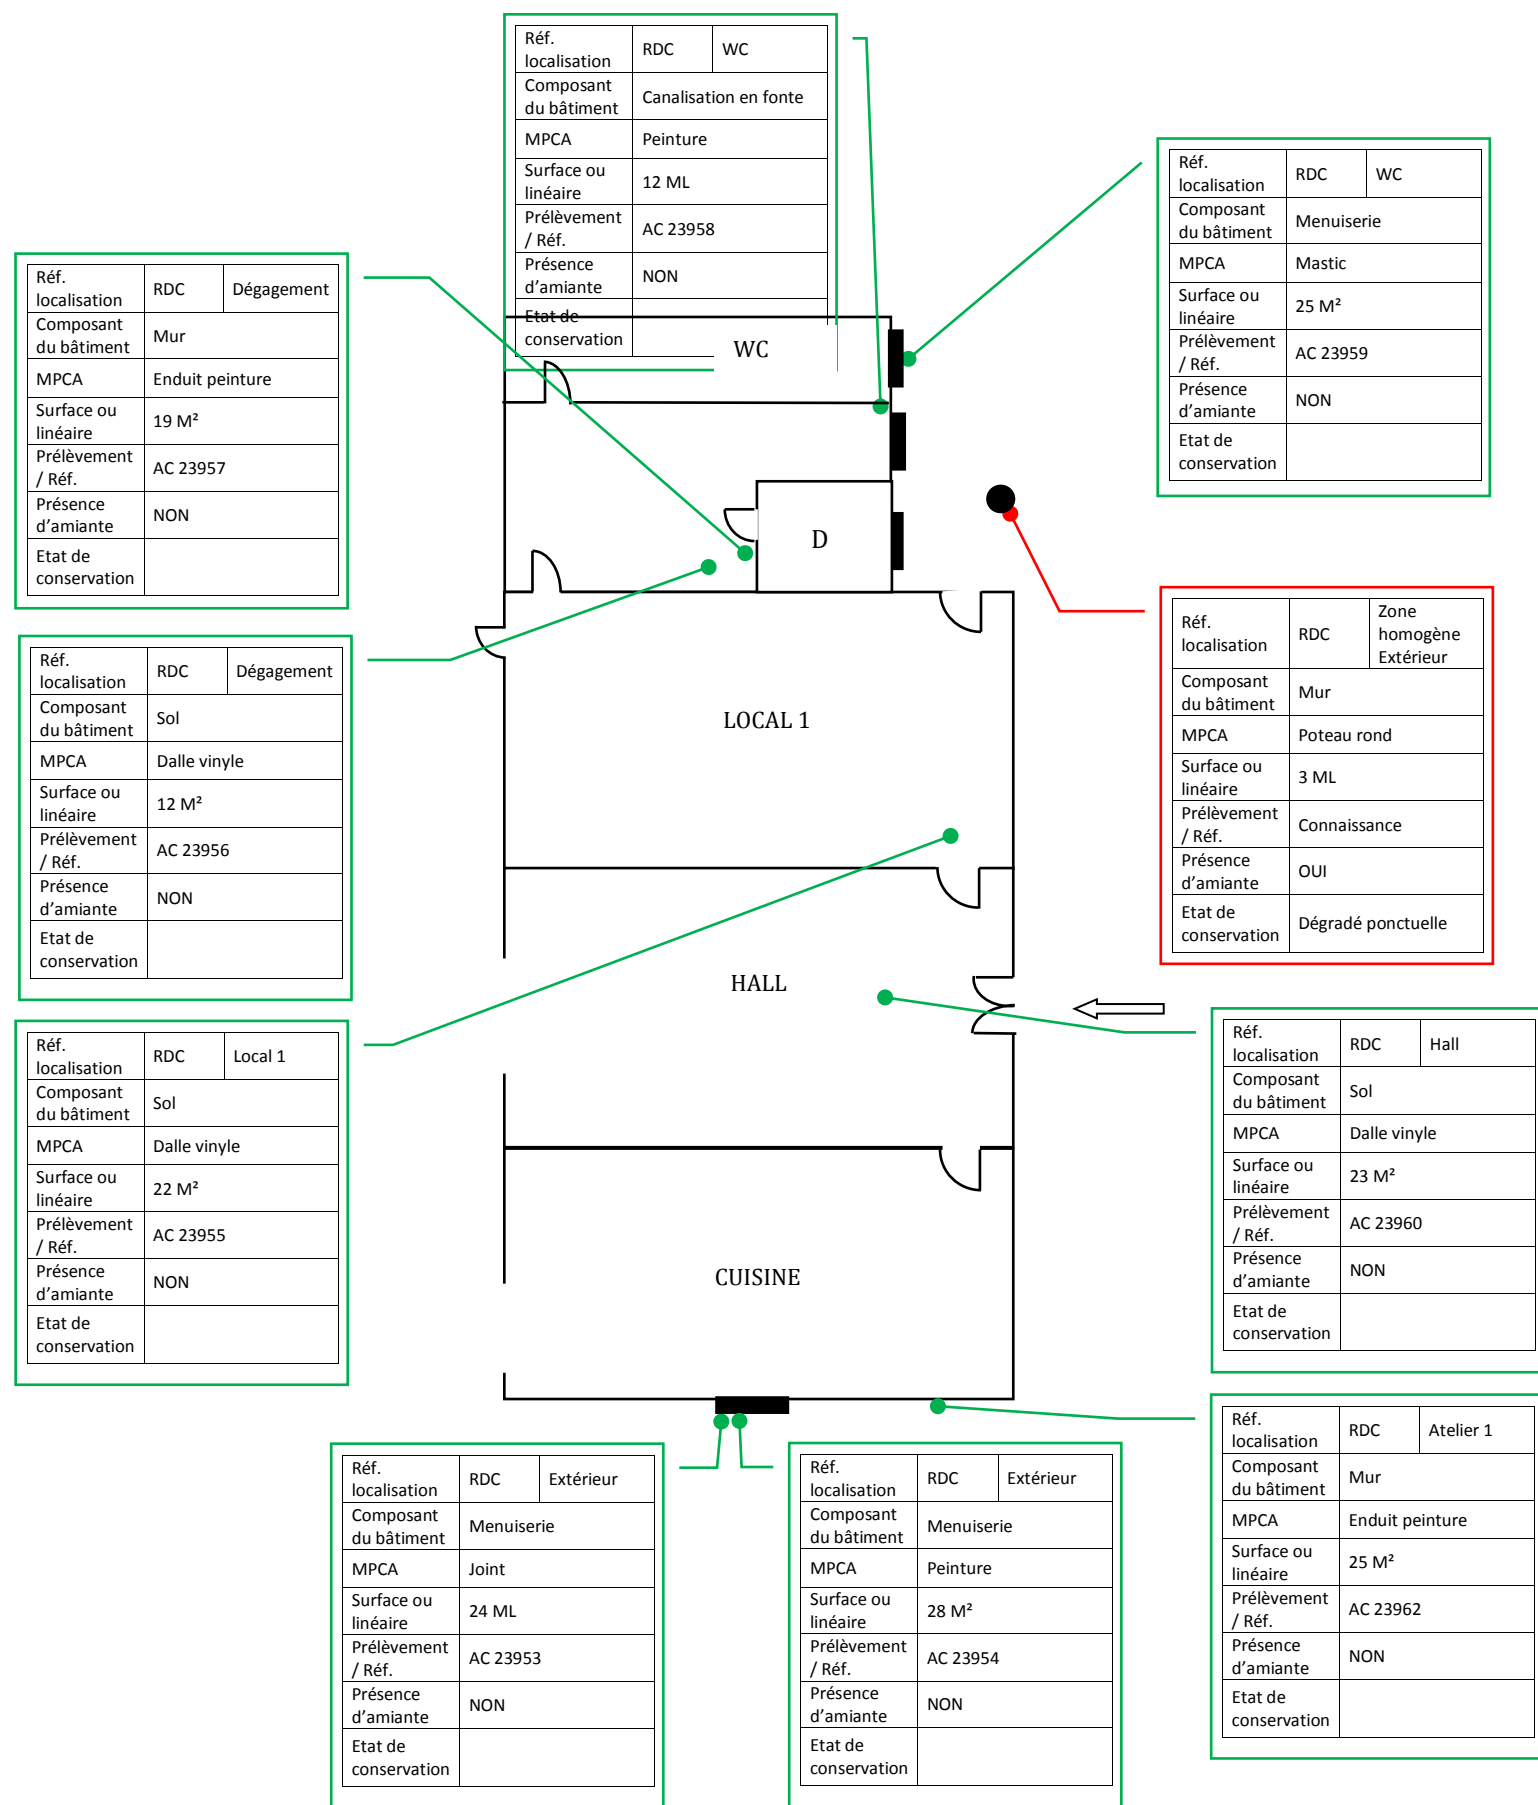 Réf.
localisation
RDC
WC
Composant
du bâtiment
Canalisation en fonte
MPCA
Peinture
Surface ou
linéaire
12 ML
Prélèvement
/ Réf.
AC 23958
Présence
d’amiante
NON
Etat de
conservation
Réf.
localisation
RDC
WC
Composant
du bâtiment
Menuiserie
MPCA
Mastic
Surface ou
linéaire
25 M²
Prélèvement
/ Réf.
AC 23959
Présence
d’amiante
NON
Etat de
conservation
Réf.
localisation
RDC
Dégagement
Composant
du bâtiment
Mur
MPCA
Enduit peinture
Surface ou
linéaire
19 M²
Prélèvement
/ Réf.
AC 23957
Présence
d’amiante
NON
Etat de
conservation
WC
D
Réf.
localisation
RDC
Zone
homogène
Extérieur
Composant
du bâtiment
Mur
MPCA
Poteau rond
Surface ou
linéaire
3 ML
Prélèvement
/ Réf.
Connaissance
Présence
d’amiante
OUI
Etat de
conservation
Dégradé ponctuelle
Réf.
localisation
RDC
Dégagement
Composant
du bâtiment
Sol
MPCA
Dalle vinyle
Surface ou
linéaire
12 M²
Prélèvement
/ Réf.
AC 23956
Présence
d’amiante
NON
Etat de
conservation
LOCAL 1
HALL
Réf.
localisation
RDC
Local 1
Composant
du bâtiment
Sol
MPCA
Dalle vinyle
Surface ou
linéaire
22 M²
Prélèvement
/ Réf.
AC 23955
Présence
d’amiante
NON
Etat de
conservation
Réf.
localisation
RDC
Hall
Composant
du bâtiment
Sol
MPCA
Dalle vinyle
Surface ou
linéaire
23 M²
Prélèvement
/ Réf.
AC 23960
Présence
d’amiante
NON
Etat de
conservation
CUISINE
Réf.
localisation
RDC
Extérieur
Composant
du bâtiment
Menuiserie
MPCA
Joint
Surface ou
linéaire
24 ML
Prélèvement
/ Réf.
AC 23953
Présence
d’amiante
NON
Etat de
conservation
Réf.
localisation
RDC
Extérieur
Composant
du bâtiment
Menuiserie
MPCA
Peinture
Surface ou
linéaire
28 M²
Prélèvement
/ Réf.
AC 23954
Présence
d’amiante
NON
Etat de
conservation
Réf.
localisation
RDC
Atelier 1
Composant
du bâtiment
Mur
MPCA
Enduit peinture
Surface ou
linéaire
25 M²
Prélèvement
/ Réf.
AC 23962
Présence
d’amiante
NON
Etat de
conservation